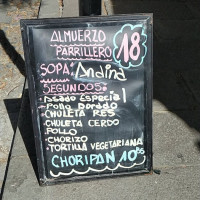 ALMUERZO
PARRILLERO 18
SOPA: Andina
SEGUNDOS:
- Asado Especial
- Pollo Dorado
- CHULETA RES
- CHULETA CERDO
- POLLO
- CHORIZO
- TORTILLA VEGETARIANA
CHORIPAN 10 Bs